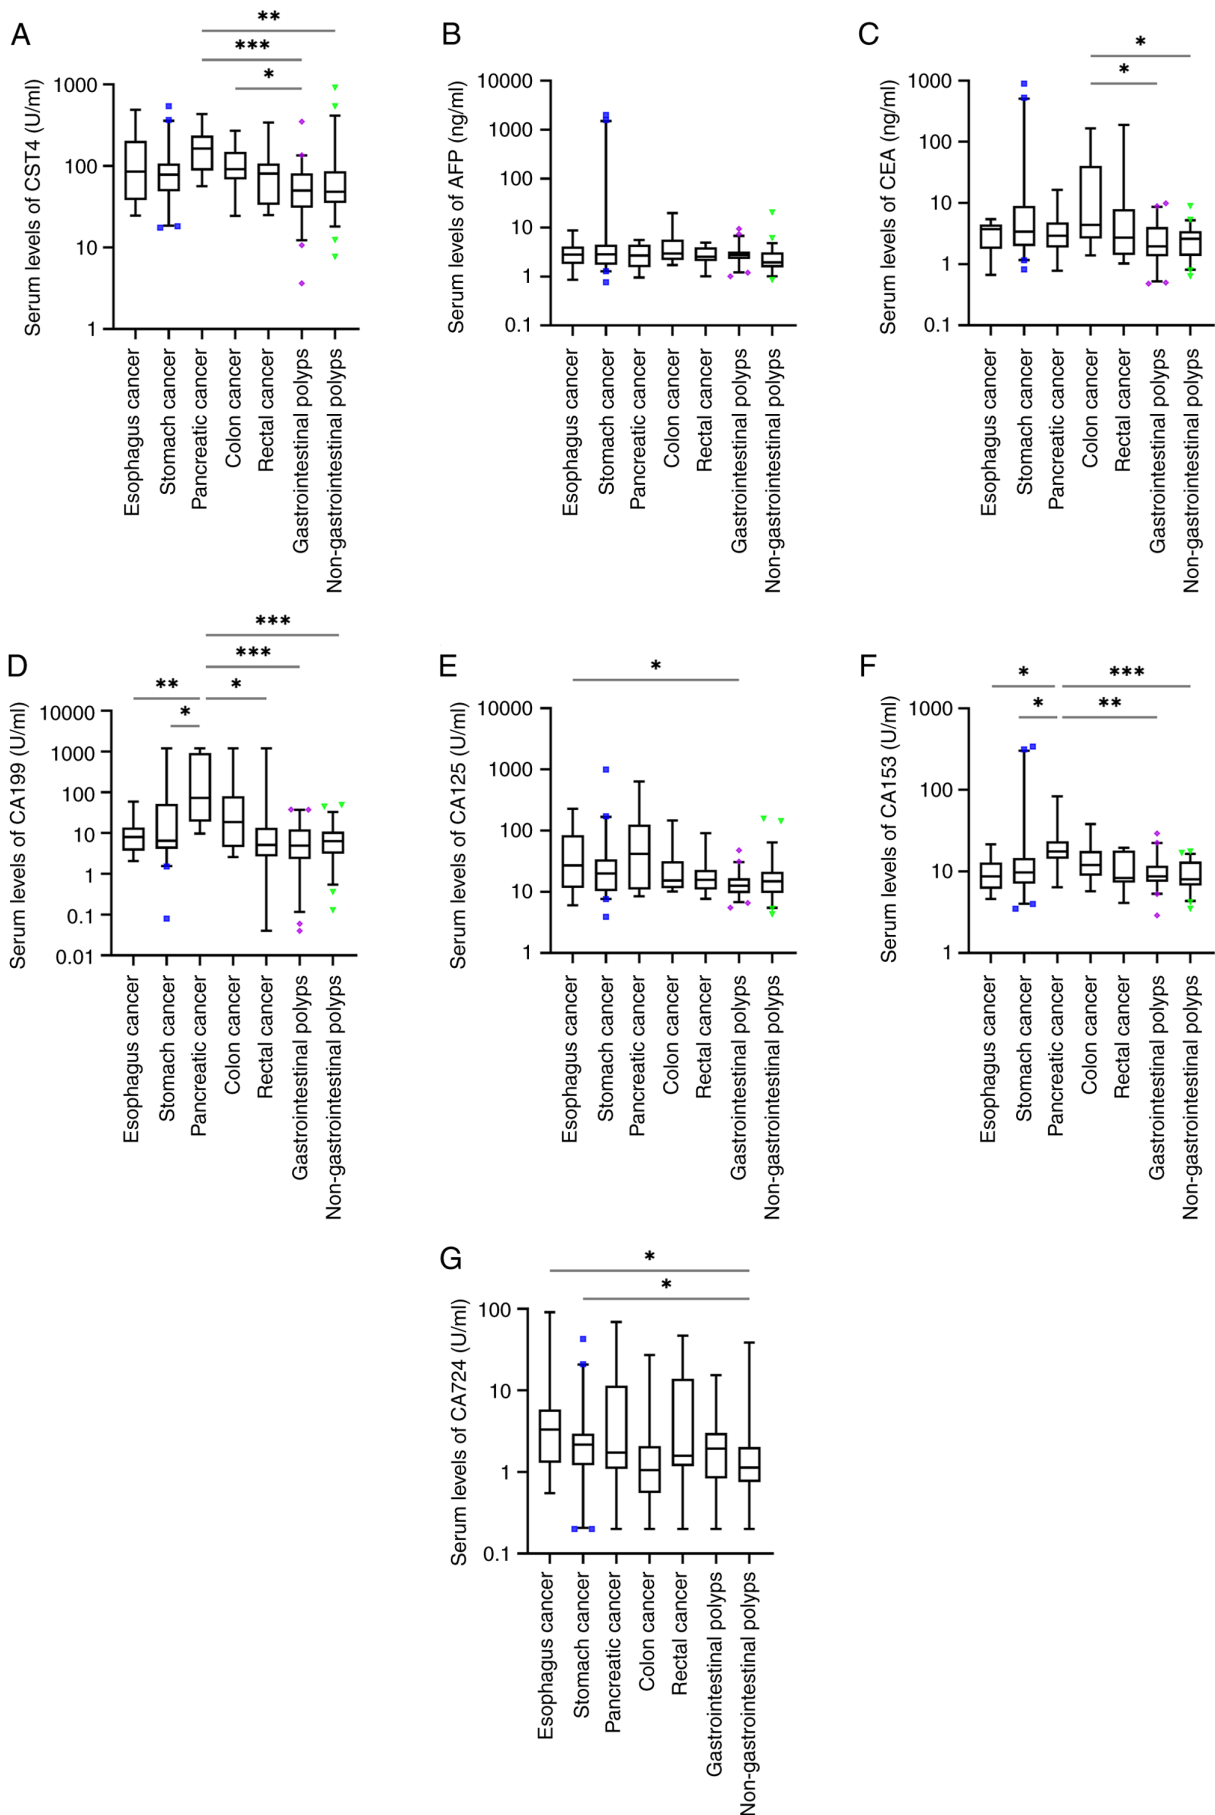 A
**
***
*
Serum levels of CST4 (U/ml)
1000
100
10
1
Esophagus cancer
Stomach cancer
Pancreatic cancer
Colon cancer
Rectal cancer
Gastrointestinal polyps
Non-gastrointestinal polyps
B
Serum levels of AFP (ng/ml)
10000
1000
100
10
1
0.1
Esophagus cancer
Stomach cancer
Pancreatic cancer
Colon cancer
Rectal cancer
Gastrointestinal polyps
Non-gastrointestinal polyps
C
*
*
Serum levels of CEA (ng/ml)
1000
100
10
1
0.1
Esophagus cancer
Stomach cancer
Pancreatic cancer
Colon cancer
Rectal cancer
Gastrointestinal polyps
Non-gastrointestinal polyps
D
***
***
**
*
*
Serum levels of CA199 (U/ml)
10000
1000
100
10
1
0.1
0.01
Esophagus cancer
Stomach cancer
Pancreatic cancer
Colon cancer
Rectal cancer
Gastrointestinal polyps
Non-gastrointestinal polyps
E
*
Serum levels of CA125 (U/ml)
10000
1000
100
10
1
Esophagus cancer
Stomach cancer
Pancreatic cancer
Colon cancer
Rectal cancer
Gastrointestinal polyps
Non-gastrointestinal polyps
F
*
***
*
**
Serum levels of CA153 (U/ml)
1000
100
10
1
Esophagus cancer
Stomach cancer
Pancreatic cancer
Colon cancer
Rectal cancer
Gastrointestinal polyps
Non-gastrointestinal polyps
G
*
*
Serum levels of CA724 (U/ml)
100
10
1
0.1
Esophagus cancer
Stomach cancer
Pancreatic cancer
Colon cancer
Rectal cancer
Gastrointestinal polyps
Non-gastrointestinal polyps